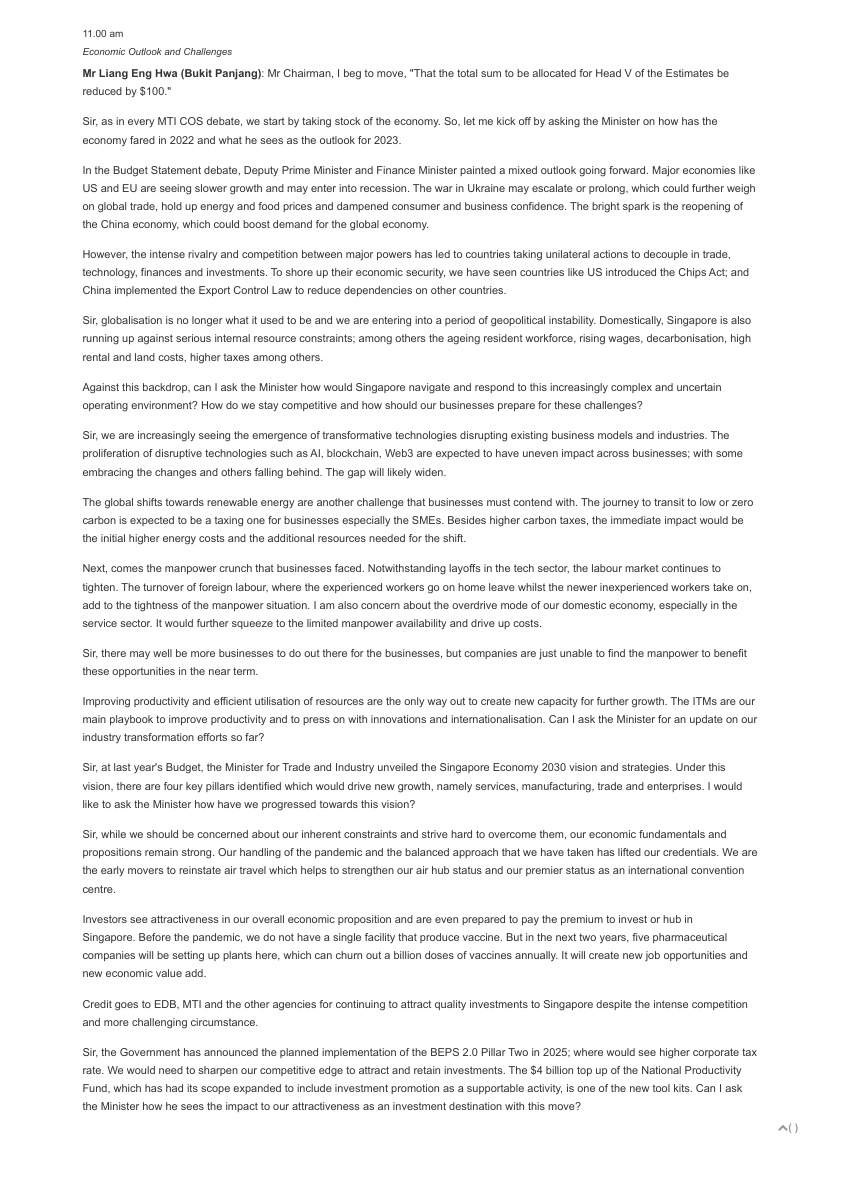 11.00 am
Economic Outlook and Challenges
Mr Liang Eng Hwa (Bukit Panjang): Mr Chairman, I beg to move, "That the total sum to be allocated for Head V of the Estimates be
reduced by $100."
Sir, as in every MTI COS debate, we start by taking stock of the economy. So, let me kick off by asking the Minister on how has the
economy fared in 2022 and what he sees as the outlook for 2023.
In the Budget Statement debate, Deputy Prime Minister and Finance Minister painted a mixed outlook going forward. Major economies like
US and EU are seeing slower growth and may enter into recession. The war in Ukraine may escalate or prolong, which could further weigh
on global trade, hold up energy and food prices and dampened consumer and business confidence. The bright spark is the reopening of
the China economy, which could boost demand for the global economy.
However, the intense rivalry and competition between major powers has led to countries taking unilateral actions to decouple in trade,
technology, finances and investments. To shore up their economic security, we have seen countries like US introduced the Chips Act; and
China implemented the Export Control Law to reduce dependencies on other countries.
Sir, globalisation is no longer what it used to be and we are entering into a period of geopolitical instability. Domestically, Singapore is also
running up against serious internal resource constraints; among others the ageing resident workforce, rising wages, decarbonisation, high
rental and land costs, higher taxes among others.
Against this backdrop, can I ask the Minister how would Singapore navigate and respond to this increasingly complex and uncertain
operating environment? How do we stay competitive and how should our businesses prepare for these challenges?
Sir, we are increasingly seeing the emergence of transformative technologies disrupting existing business models and industries. The
proliferation of disruptive technologies such as AI, blockchain, Web3 are expected to have uneven impact across businesses; with some
embracing the changes and others falling behind. The gap will likely widen.
The global shifts towards renewable energy are another challenge that businesses must contend with. The journey to transit to low or zero
carbon is expected to be a taxing one for businesses especially the SMEs. Besides higher carbon taxes, the immediate impact would be
the initial higher energy costs and the additional resources needed for the shift.
Next, comes the manpower crunch that businesses faced. Notwithstanding layoffs in the tech sector, the labour market continues to
tighten. The turnover of foreign labour, where the experienced workers go on home leave whilst the newer inexperienced workers take on,
add to the tightness of the manpower situation. I am also concern about the overdrive mode of our domestic economy, especially in the
service sector. It would further squeeze to the limited manpower availability and drive up costs.
Sir, there may well be more businesses to do out there for the businesses, but companies are just unable to find the manpower to benefit
these opportunities in the near term.
Improving productivity and efficient utilisation of resources are the only way out to create new capacity for further growth. The ITMs are our
main playbook to improve productivity and to press on with innovations and internationalisation. Can I ask the Minister for an update on our
industry transformation efforts so far?
Sir, at last year's Budget, the Minister for Trade and Industry unveiled the Singapore Economy 2030 vision and strategies. Under this
vision, there are four key pillars identified which would drive new growth, namely services, manufacturing, trade and enterprises. I would
like to ask the Minister how have we progressed towards this vision?
Sir, while we should be concerned about our inherent constraints and strive hard to overcome them, our economic fundamentals and
propositions remain strong. Our handling of the pandemic and the balanced approach that we have taken has lifted our credentials. We are
the early movers to reinstate air travel which helps to strengthen our air hub status and our premier status as an international convention
centre.
Investors see attractiveness in our overall economic proposition and are even prepared to pay the premium to invest or hub in
Singapore. Before the pandemic, we do not have a single facility that produce vaccine. But in the next two years, five pharmaceutical
companies will be setting up plants here, which can churn out a billion doses of vaccines annually. It will create new job opportunities and
new economic value add.
Credit goes to EDB, MTI and the other agencies for continuing to attract quality investments to Singapore despite the intense competition
and more challenging circumstance.
Sir, the Government has announced the planned implementation of the BEPS 2.0 Pillar Two in 2025; where would see higher corporate tax
rate. We would need to sharpen our competitive edge to attract and retain investments. The $4 billion top up of the National Productivity
Fund, which has had its scope expanded to include investment promotion as a supportable activity, is one of the new tool kits. Can I ask
the Minister how he sees the impact to our attractiveness as an investment destination with this move?
( )